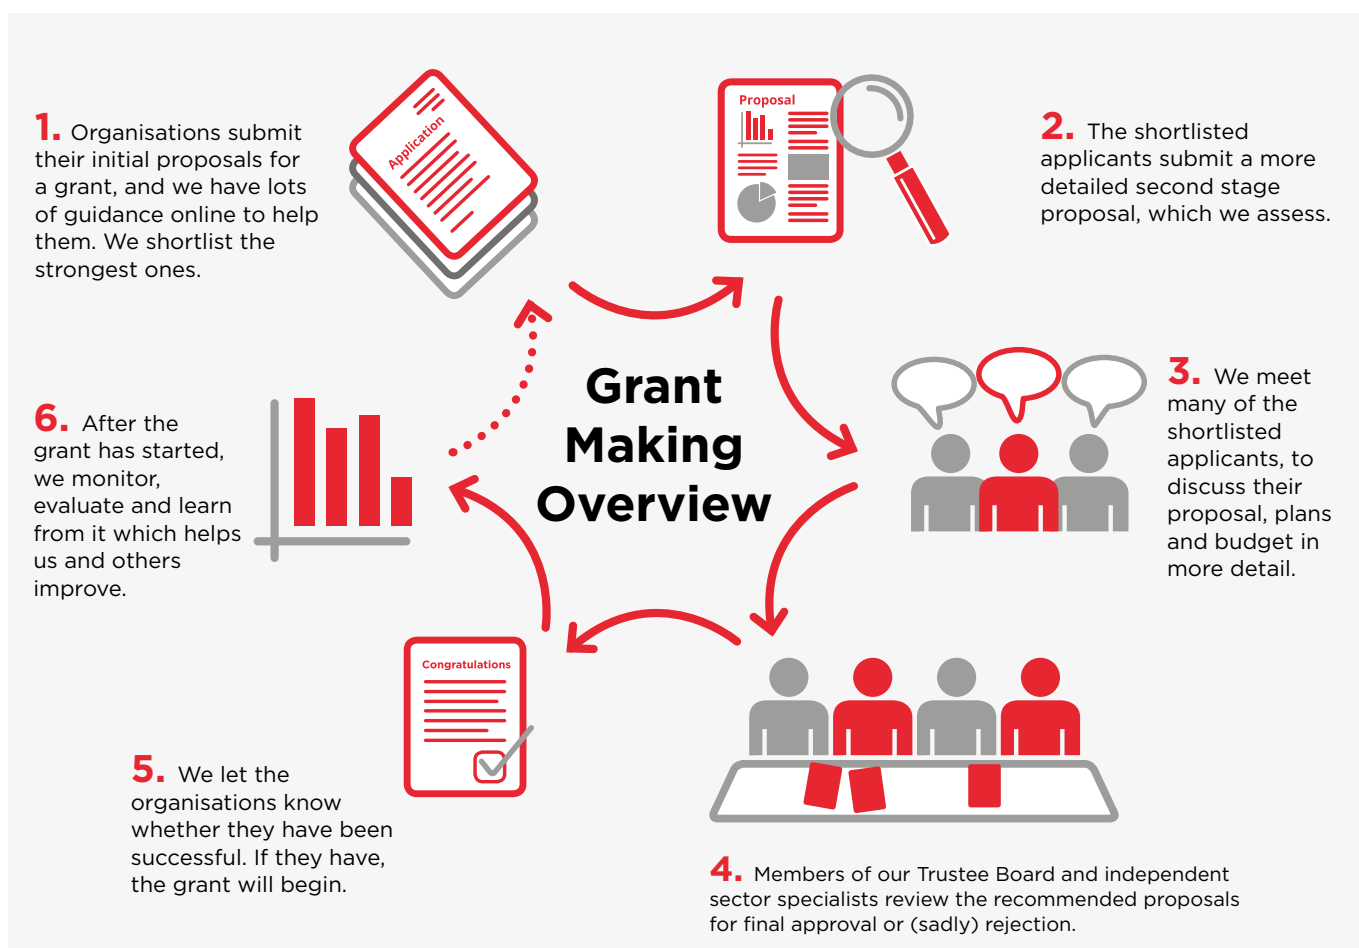 1. Organisations submit
their initial proposals for
a grant, and we have lots
of guidance online to help
them. We shortlist the
strongest ones.
Application
Proposal
2. The shortlisted
applicants submit a more
detailed second stage
proposal, which we assess.
3. We meet
many of the
shortlisted
applicants, to
discuss their
proposal, plans
and budget in
more detail.
Grant
Making
Overview
4. Members of our Trustee Board and independent
sector specialists review the recommended proposals
for final approval or (sadly) rejection.
Congratulations
5. We let the
organisations know
whether they have been
successful. If they have,
the grant will begin.
6. After the
grant has started,
we monitor,
evaluate and learn
from it which helps
us and others
improve.